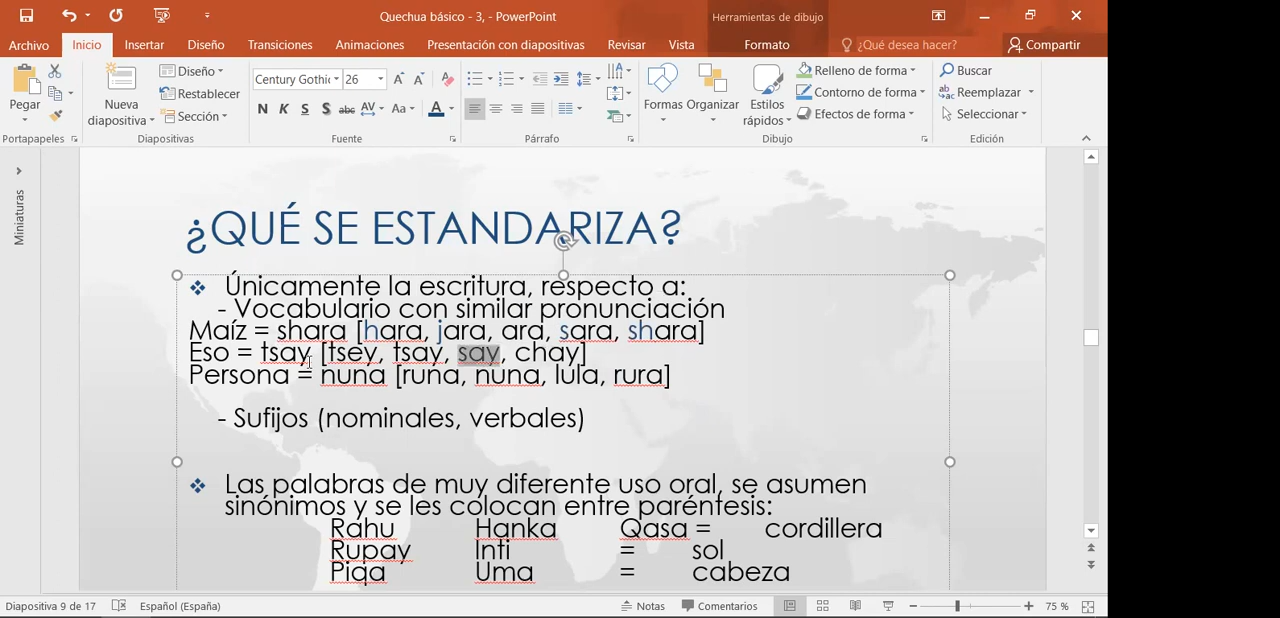 Quechua básico - 3, - PowerPoint
Herramientas de dibujo
Archivo Inicio Insertar Diseño Transiciones Animaciones Presentación con diapositivas Revisar Vista Formato ¿Qué desea hacer? Compartir
Pegar
Nueva diapositiva
Diseño
Restablecer
Sección
Century Gothic 26
N K S S abc AV Aa A
Formas Organizar Estilos rápidos
Relleno de forma
Contorno de forma
Efectos de forma
Buscar
Reemplazar
Seleccionar
Portapapeles Diapositivas Fuente Párrafo Dibujo Edición
Miniaturas
¿QUÉ SE ESTANDARIZA?
Únicamente la escritura, respecto a:
- Vocabulario con similar pronunciación
Maíz = shara [hara, jara, ara, sara, shara]
Eso = tsay [tsey, tsay, say, chay]
Persona = nuna [runa, nuna, lula, rura]
- Sufijos (nominales, verbales)
Las palabras de muy diferente uso oral, se asumen
sinónimos y se les colocan entre paréntesis:
Rahu Hanka Qasa = cordillera
Rupay Inti = sol
Piqa Uma = cabeza
Diapositiva 9 de 17 Español (España) Notas Comentarios 75 %